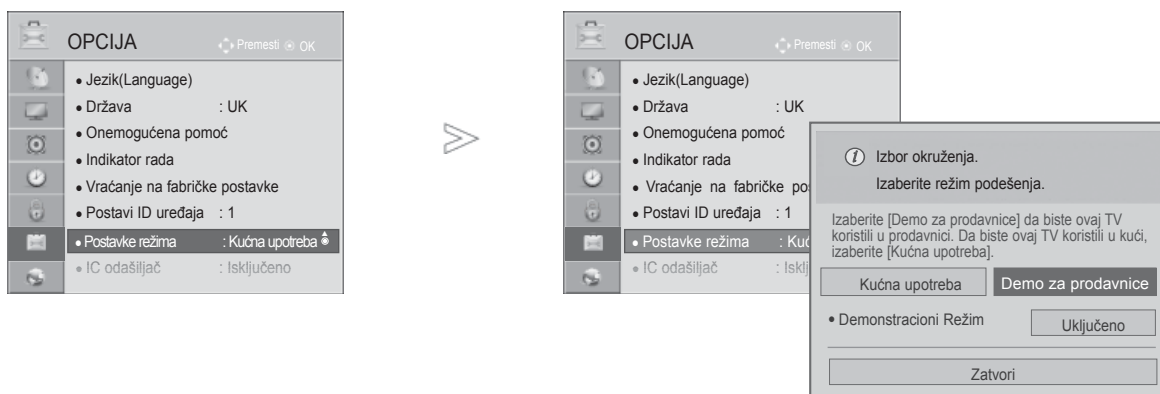 OPCIJA Premesti OK
• Jezik(Language)
• Država : UK
• Onemogućena pomoć
• Indikator rada
• Vraćanje na fabričke postavke
• Postavi ID uređaja : 1
• Postavke režima : Kućna upotreba
• IC odašiljač : Isključeno
OPCIJA Premesti OK
• Jezik(Language)
• Država : UK
• Onemogućena pomoć
• Indikator rada
• Vraćanje na fabričke pos
• Postavi ID uređaja : 1
• Postavke režima : Kuć
• IC odašiljač : Isklj
Izbor okruženja.
Izaberite režim podešenja.
Izaberite [Demo za prodavnice] da biste ovaj TV
koristili u prodavnici. Da biste ovaj TV koristili u kući,
izaberite [Kućna upotreba].
Kućna upotreba Demo za prodavnice
• Demonstracioni Režim Uključeno
Zatvori